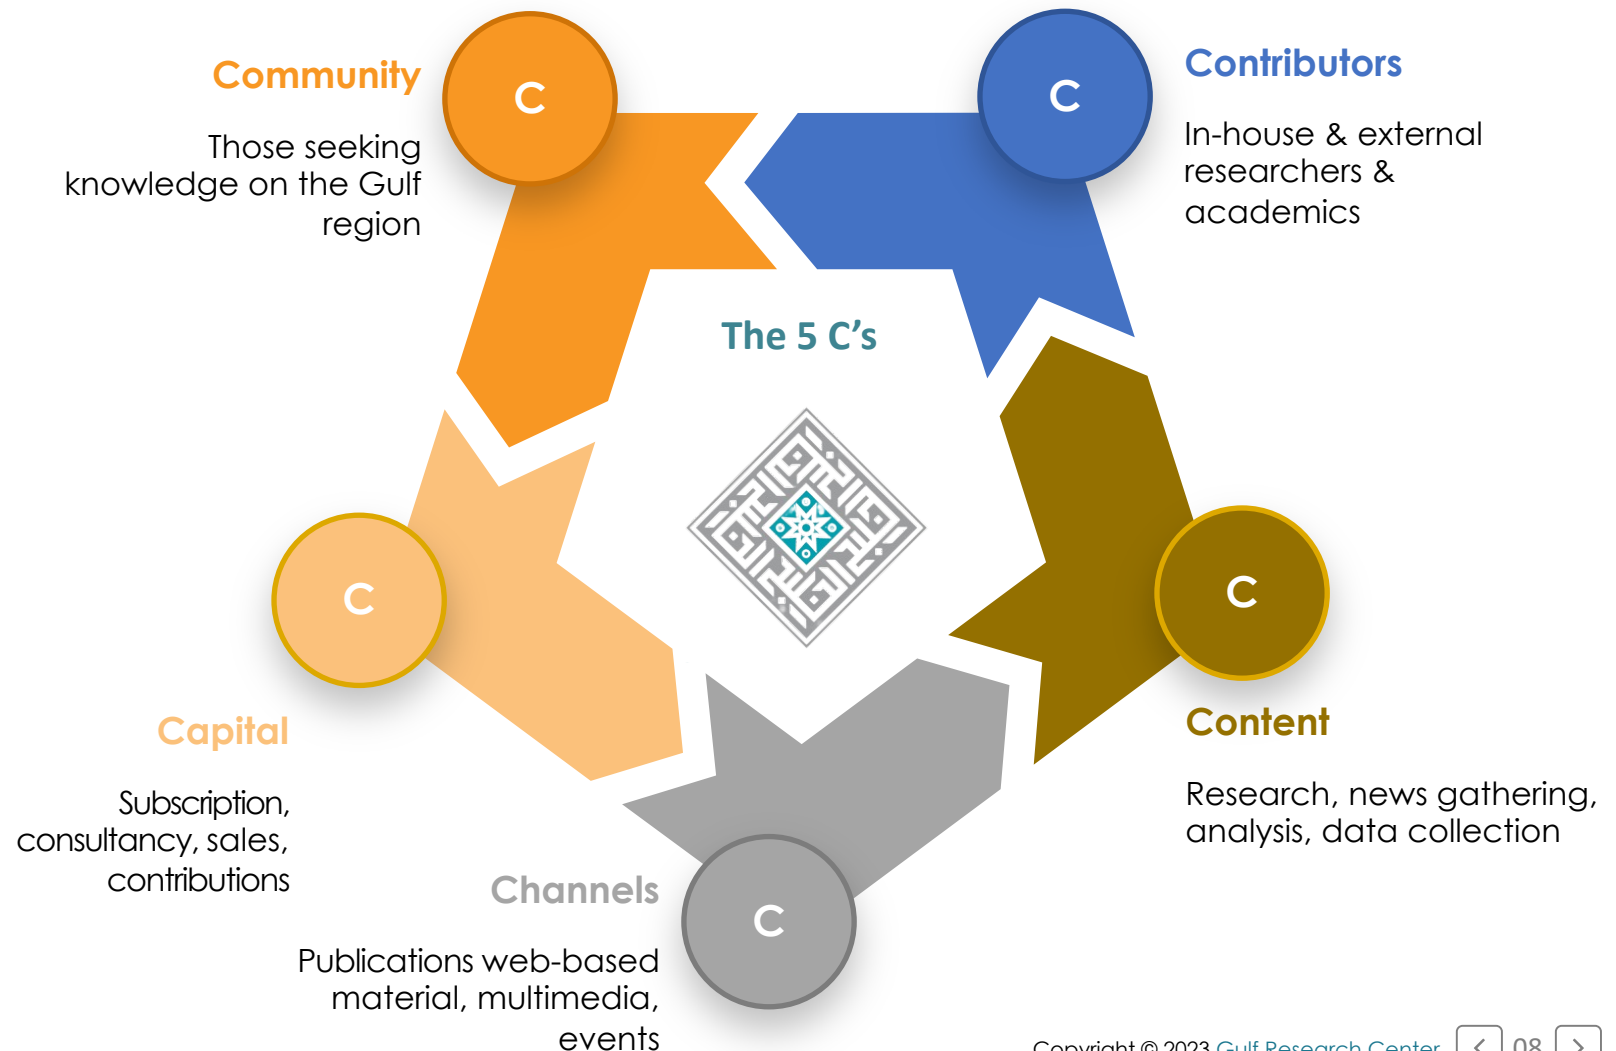 Community
C
Those seeking
knowledge on the Gulf
region
C
Contributors
In-house & external
researchers &
academics
The 5 C’s
C
Capital
Subscription,
consultancy, sales,
contributions
C
Content
Research, news gathering,
analysis, data collection
Channels
C
Publications web-based
material, multimedia,
events
Copyright © 2023 Gulf Research Center
08